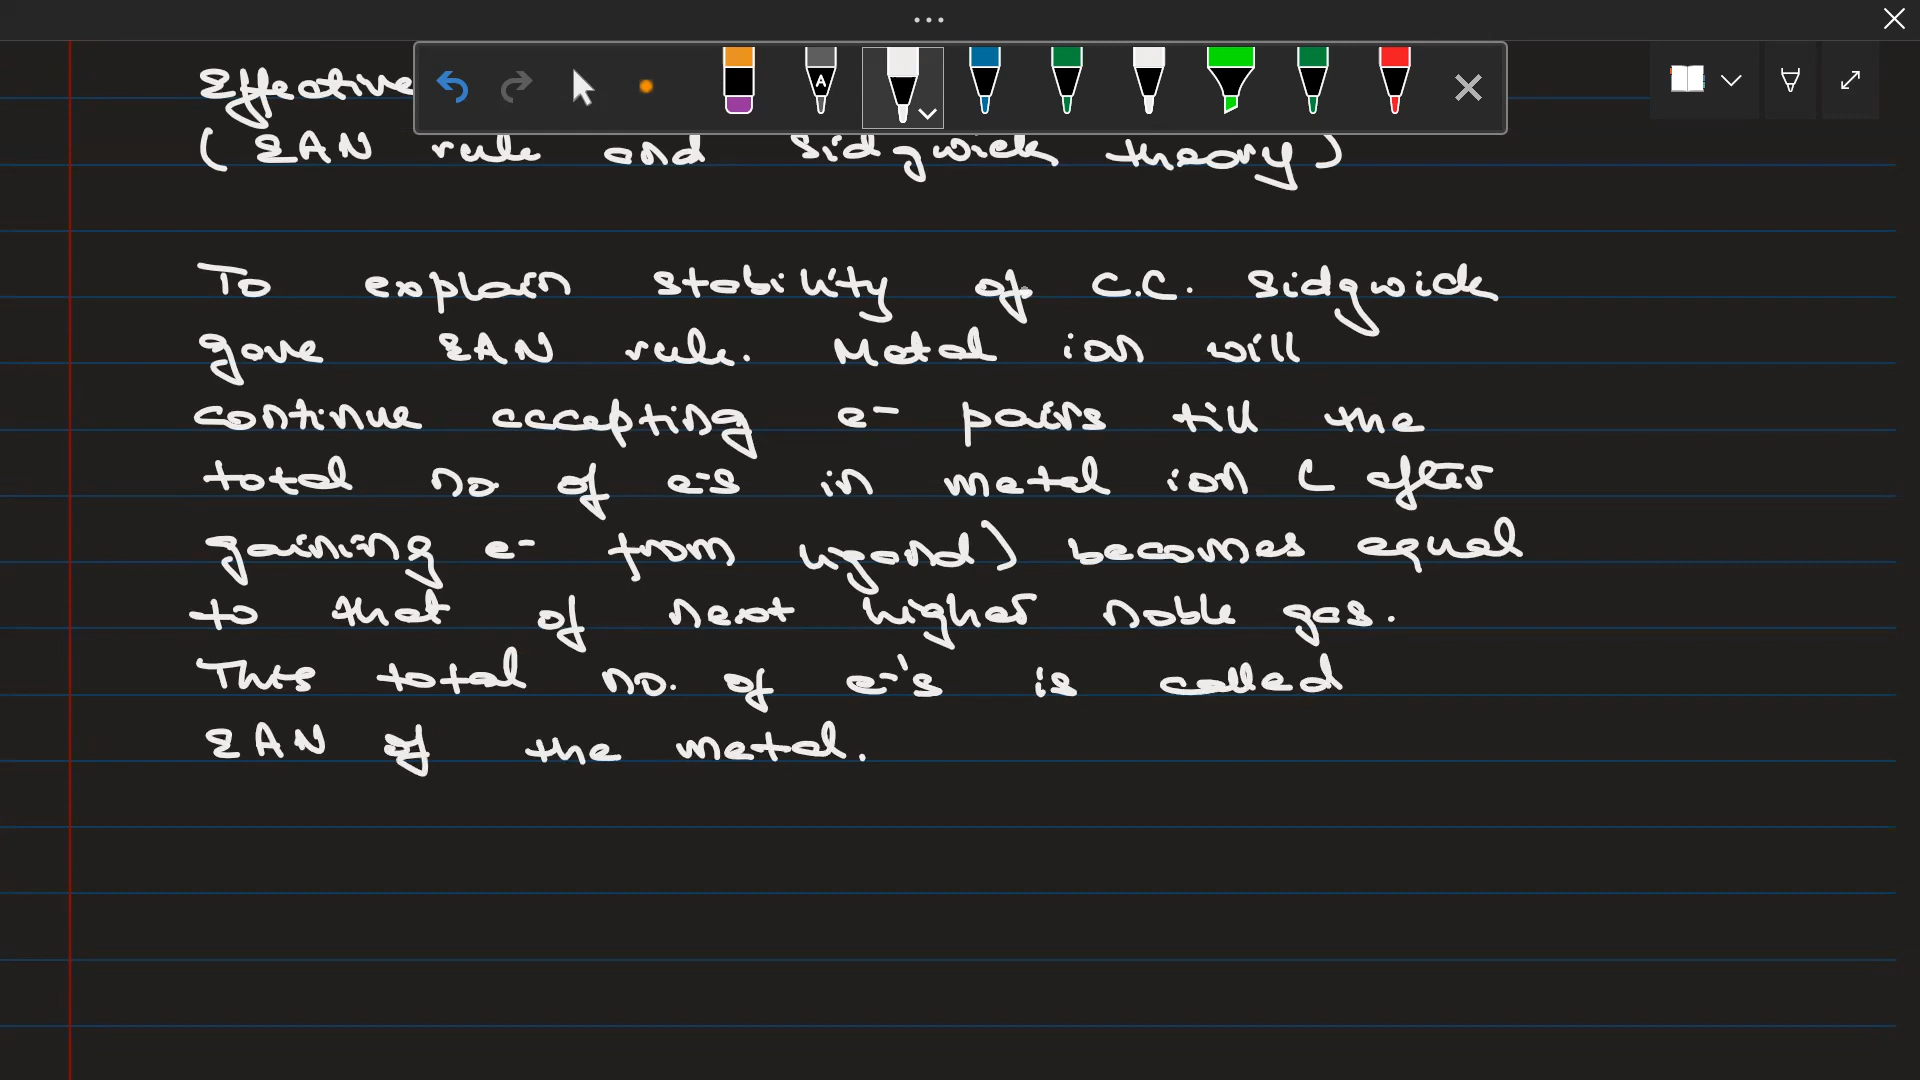 Effective
(EAN rule and Sidgwick theory)
To explain stability of C.C. Sidgwick
gave EAN rule. Metal ion will
continue accepting e- pairs till the
total no of e-s in metal ion (after
gaining e- from ligand) becomes equal
to that of next higher noble gas.
This total no. of e-'s is called
EAN of the metal.